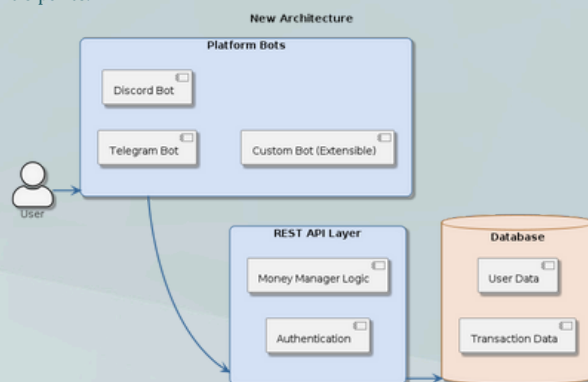 New Architecture
Platform Bots
Discord Bot
Telegram Bot
Custom Bot (Extensible)
User
REST API Layer
Money Manager Logic
Authentication
Database
User Data
Transaction Data